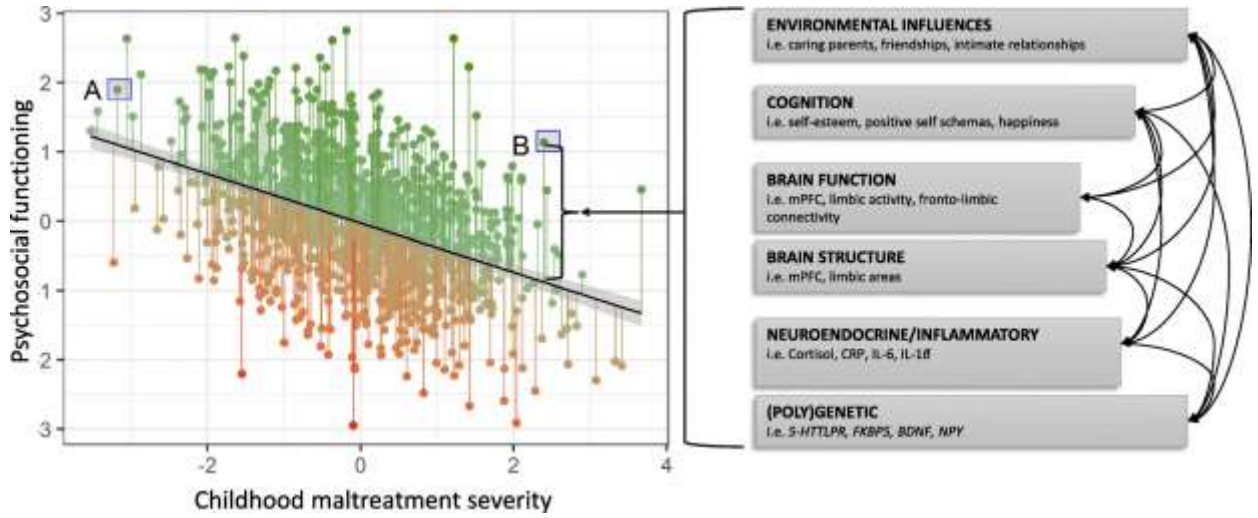 3
2
1
0
1
2
3
Psychosocial functioning
-2
0
2
4
Childhood maltreatment severity
A
B
ENVIRONMENTAL INFLUENCES
i.e. caring parents, friendships, intimate relationships
COGNITION
i.e. self-esteem, positive self schemas, happiness
BRAIN FUNCTION
i.e. mPFC, limbic activity, fronto-limbic
connectivity
BRAIN STRUCTURE
i.e. mPFC, limbic areas
NEUROENDOCRINE/INFLAMMATORY
i.e. Cortisol, CRP, IL-6,
(POLY)GENETIC
i.e. 5-HTTLPR, FKBP5, BDNF, NPY